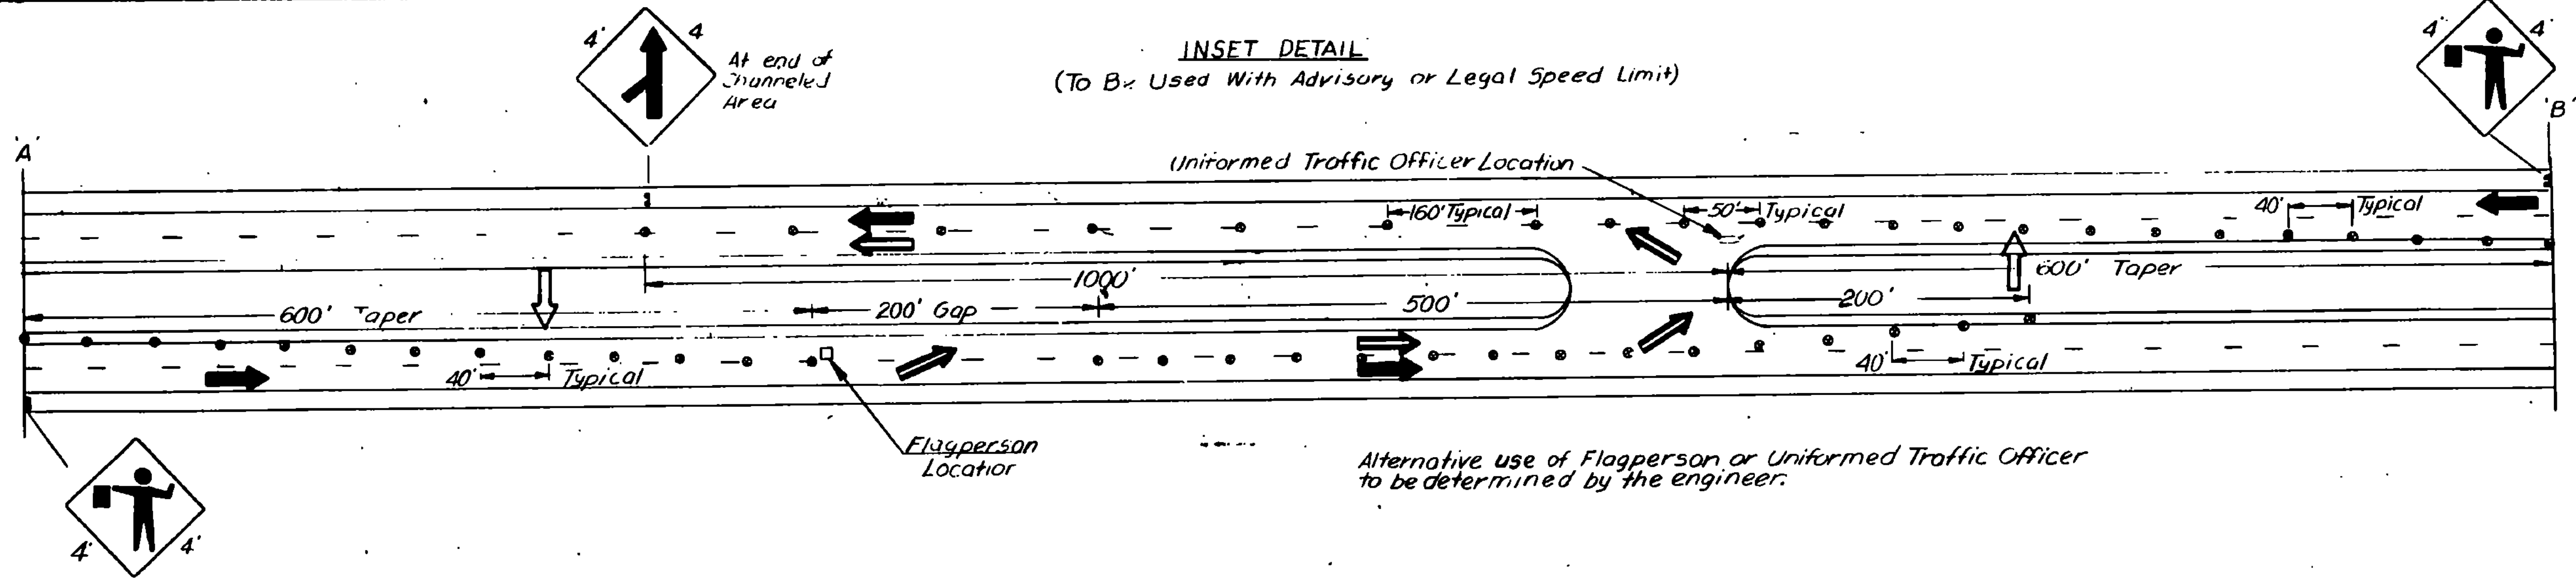 INSET DETAIL
(To Be Used With Advisory or Legal Speed Limit)
4' 4
At end of
Channeled
Area
4' 4'
'A'
'B'
Uniformed Traffic Officer Location
160' Typical
50' Typical
40' Typical
1000'
600' Taper
600' Taper
200' Gap
500'
200'
40' Typical
40' Typical
Flagperson
Location
Alternative use of Flagperson or Uniformed Traffic Officer
to be determined by the engineer.
4' 4'